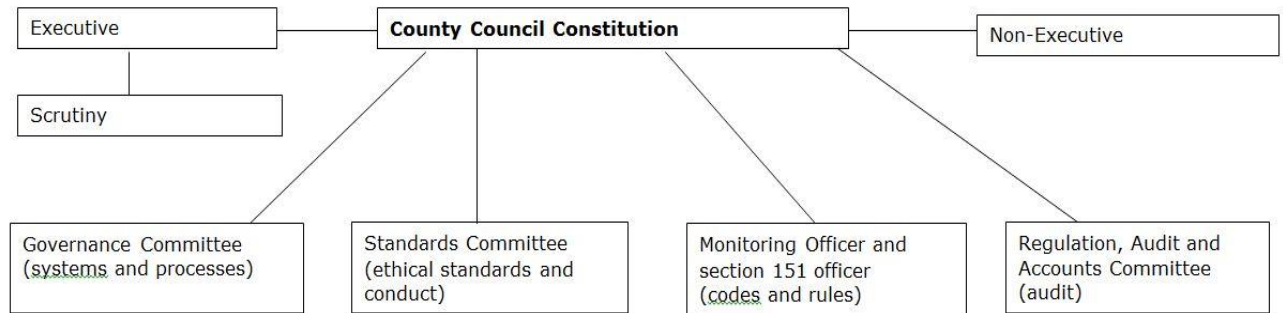 Executive
County Council Constitution
Non-Executive
Scrutiny
Governance Committee
(systems and processes)
Standards Committee
(ethical standards and
conduct)
Monitoring Officer and
section 151 officer
(codes and rules)
Regulation, Audit and
Accounts Committee
(audit)